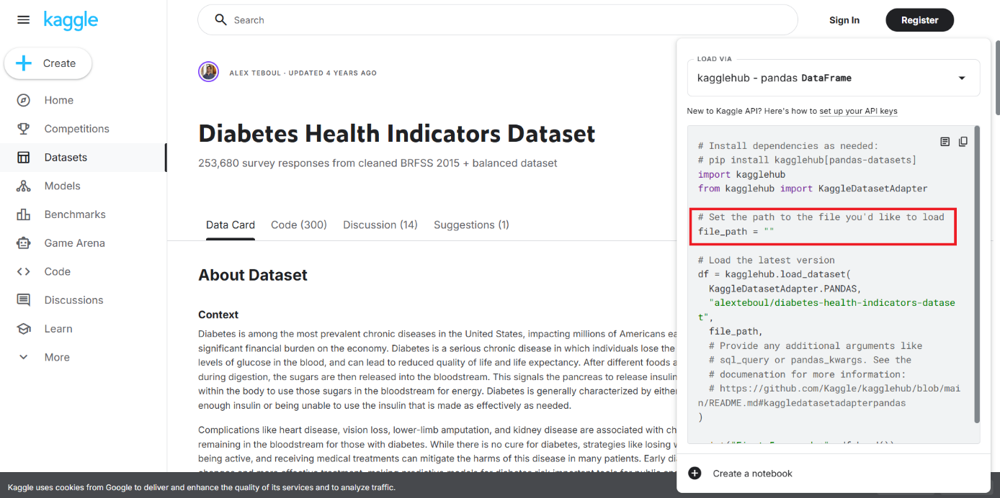 kaggle
Search
Sign In
Register
Create
Home
Competitions
Datasets
Models
Benchmarks
Game Arena
Code
Discussions
Learn
More
ALEX TEBOUL · UPDATED 4 YEARS AGO
Diabetes Health Indicators Dataset
253,680 survey responses from cleaned BRFSS 2015 + balanced dataset
Data Card
Code (300)
Discussion (14)
Suggestions (1)
About Dataset
Context
Diabetes is among the most prevalent chronic diseases in the United States, impacting millions of Americans ea
significant financial burden on the economy. Diabetes is a serious chronic disease in which individuals lose the
levels of glucose in the blood, and can lead to reduced quality of life and life expectancy. After different foods a
during digestion, the sugars are then released into the bloodstream. This signals the pancreas to release insulin
within the body to use those sugars in the bloodstream for energy. Diabetes is generally characterized by either
enough insulin or being unable to use the insulin that is made as effectively as needed.
Complications like heart disease, vision loss, lower-limb amputation, and kidney disease are associated with ch
remaining in the bloodstream for those with diabetes. While there is no cure for diabetes, strategies like losing w
being active, and receiving medical treatments can mitigate the harms of this disease in many patients. Early di
LOAD VIA
kagglehub - pandas DataFrame
New to Kaggle API? Here's how to set up your API keys
# Install dependencies as needed:
# pip install kagglehub[pandas-datasets]
import kagglehub
from kagglehub import KaggleDatasetAdapter
# Set the path to the file you'd like to load
file_path = ""
# Load the latest version
df = kagglehub.load_dataset(
KaggleDatasetAdapter.PANDAS,
"alexteboul/diabetes-health-indicators-datase
t",
file_path,
# Provide any additional arguments like
# sql_query or pandas_kwargs. See the
# documenation for more information:
# https://github.com/Kaggle/kagglehub/blob/mai
n/README.md#kaggledatasetadapterpandas
)
Create a notebook
Kaggle uses cookies from Google to deliver and enhance the quality of its services and to analyze traffic.